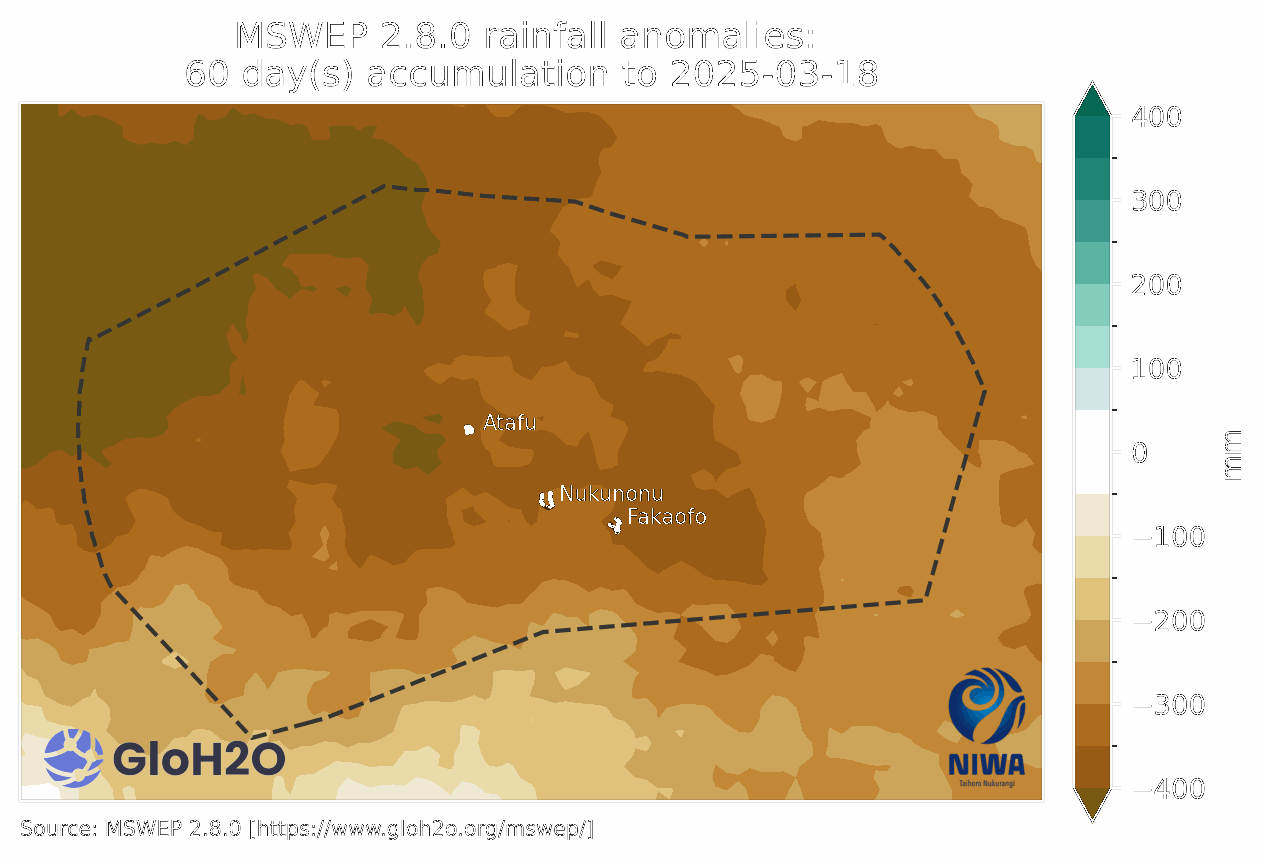 MSWEP 2.8.0 rainfall anomalies:
60 day(s) accumulation to 2025-03-18
400
300
200
100
0
−100
−200
−300
−400
mm
Atafu
Nukunonu
Fakaofo
GloH2O
NIWA
Taihoro Nukurangi
Source: MSWEP 2.8.0 [https://www.gloh2o.org/mswep/]